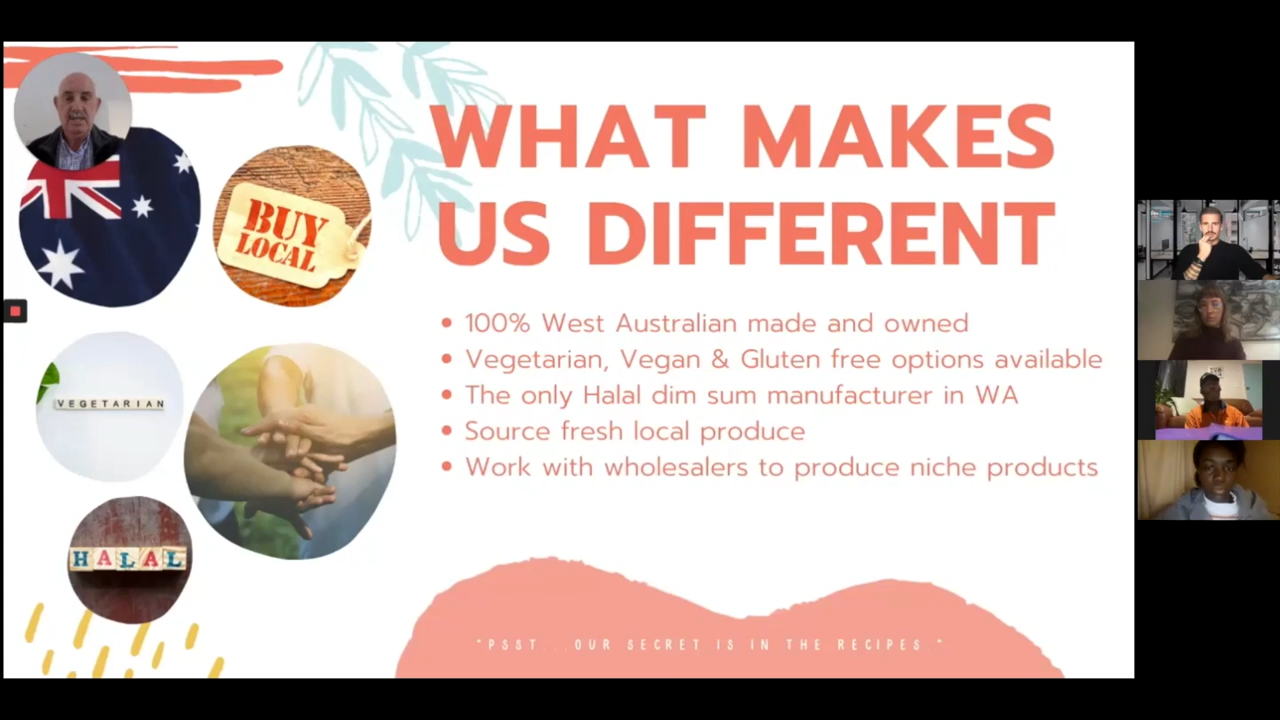 WHAT MAKES
US DIFFERENT
BUY
LOCAL
• 100% West Australian made and owned
• Vegetarian, Vegan & Gluten free options available
• The only Halal dim sum manufacturer in WA
• Source fresh local produce
• Work with wholesalers to produce niche products
VEGETARIAN
HALAL
"PSST...OUR SECRET IS IN THE RECIPES."